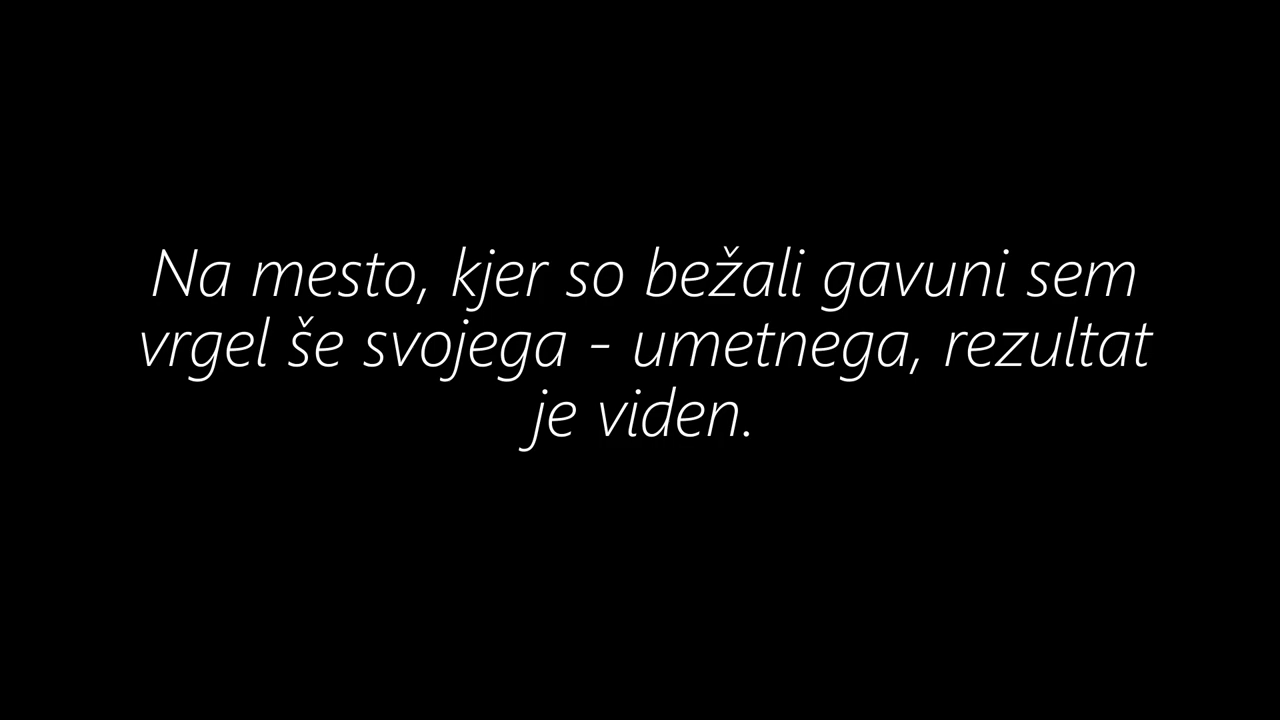 Na mesto, kjer so bežali gavuni sem
vrgel še svojega - umetnega, rezultat
je viden.